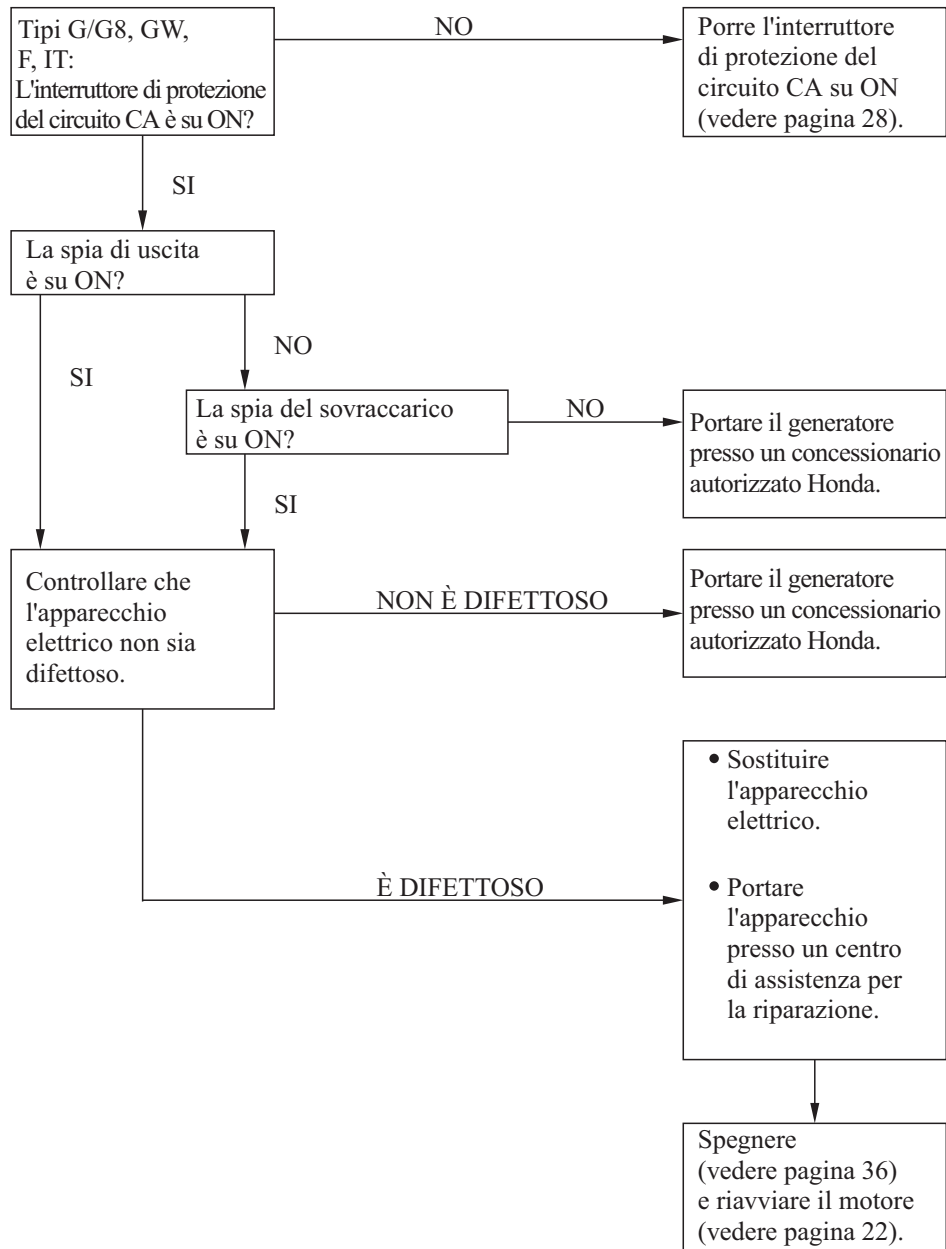 Tipi G/G8, GW,
F, IT:
L'interruttore di protezione
del circuito CA è su ON?
NO
Porre l'interruttore
di protezione del
circuito CA su ON
(vedere pagina 28).
SI
La spia di uscita
è su ON?
SI
NO
La spia del sovraccarico
è su ON?
NO
Portare il generatore
presso un concessionario
autorizzato Honda.
SI
Controllare che
l'apparecchio
elettrico non sia
difettoso.
NON È DIFETTOSO
Portare il generatore
presso un concessionario
autorizzato Honda.
È DIFETTOSO
• Sostituire
l'apparecchio
elettrico.
• Portare
l'apparecchio
presso un centro
di assistenza per
la riparazione.
Spegnere
(vedere pagina 36)
e riavviare il motore
(vedere pagina 22).